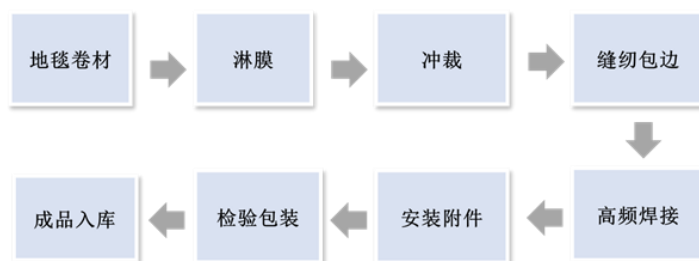 地毯卷材
淋膜
冲裁
缝纫包边
高频焊接
安装附件
检验包装
成品入库